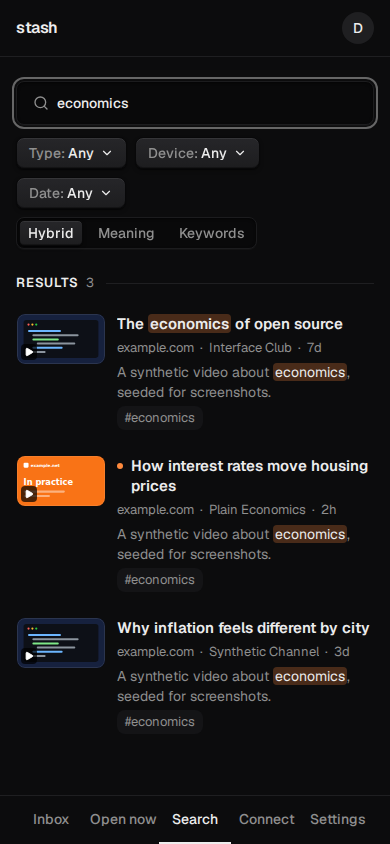 stash
D
economics
Type: Any
Device: Any
Date: Any
Hybrid
Meaning
Keywords
RESULTS 3
The economics of open source
example.com · Interface Club · 7d
A synthetic video about economics,
seeded for screenshots.
#economics
example.net
In practice
How interest rates move housing
prices
example.com · Plain Economics · 2h
A synthetic video about economics,
seeded for screenshots.
#economics
Why inflation feels different by city
example.com · Synthetic Channel · 3d
A synthetic video about economics,
seeded for screenshots.
#economics
Inbox
Open now
Search
Connect
Settings